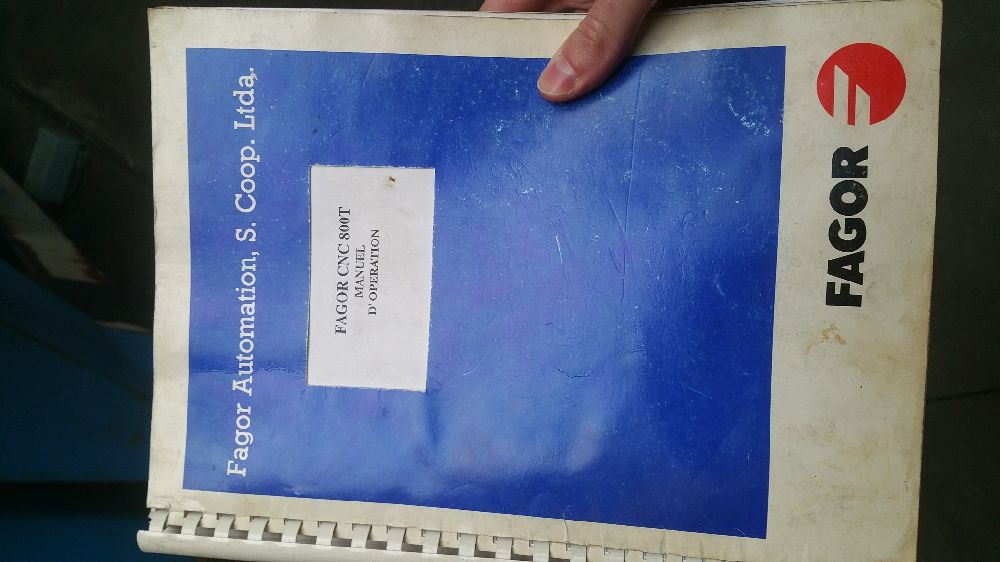 Fagor Automation, S. Coop. Ltda.
FAGOR CNC 800T
MANUEL
D' OPERATION
FAGOR